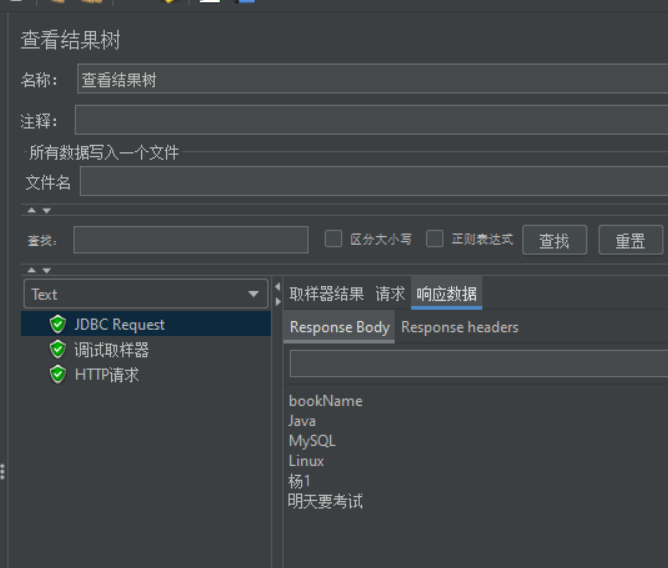 查看结果树
名称： 查看结果树
注释：
所有数据写入一个文件
文件名
查找： 区分大小写 正则表达式 查找 重置
Text
取样器结果 请求 响应数据
JDBC Request
调试取样器
HTTP请求
Response Body Response headers
bookName
Java
MySQL
Linux
杨1
明天要考试